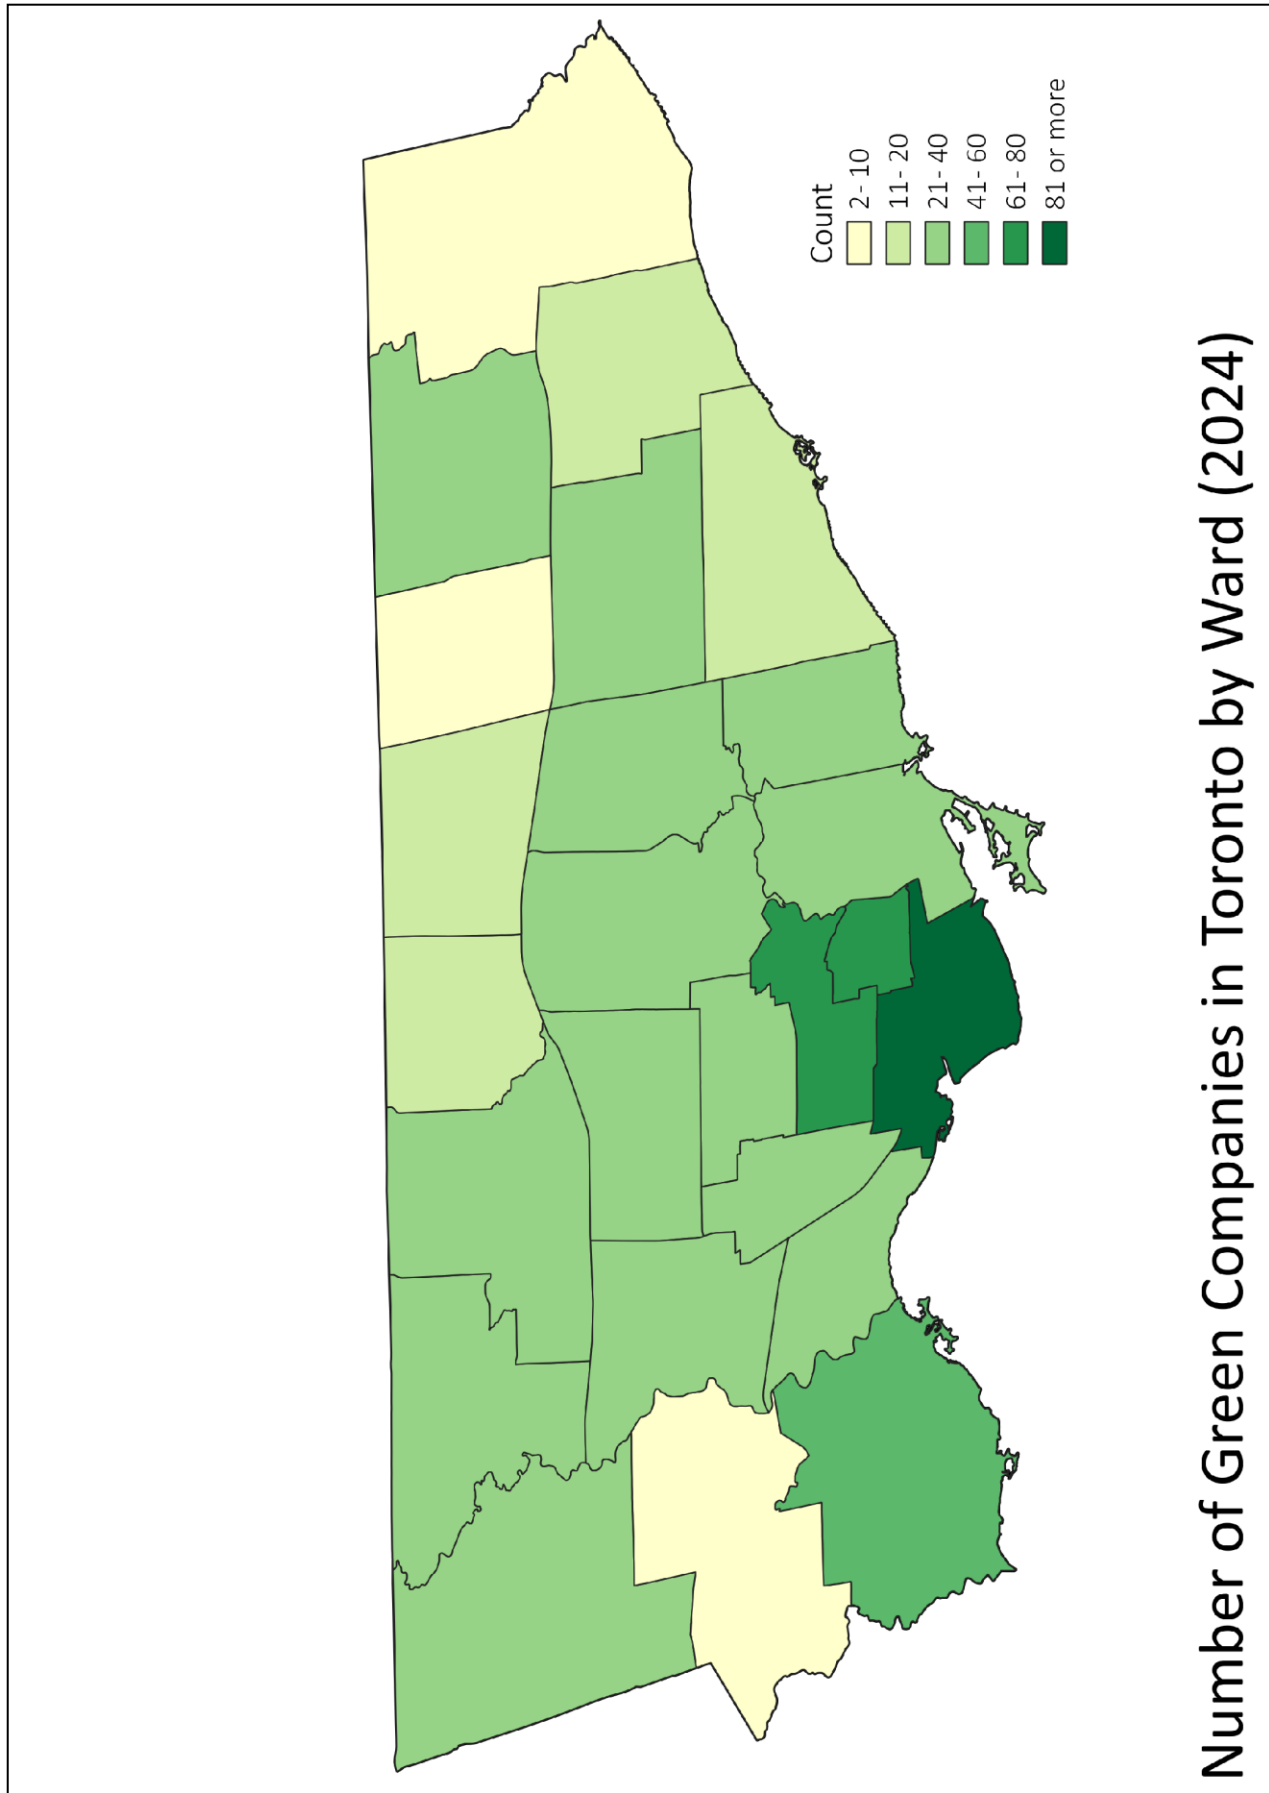 Count
2- 10
11- 20
21- 40
41- 60
61- 80
81 or more
Number of Green Companies in Toronto by Ward (2024)